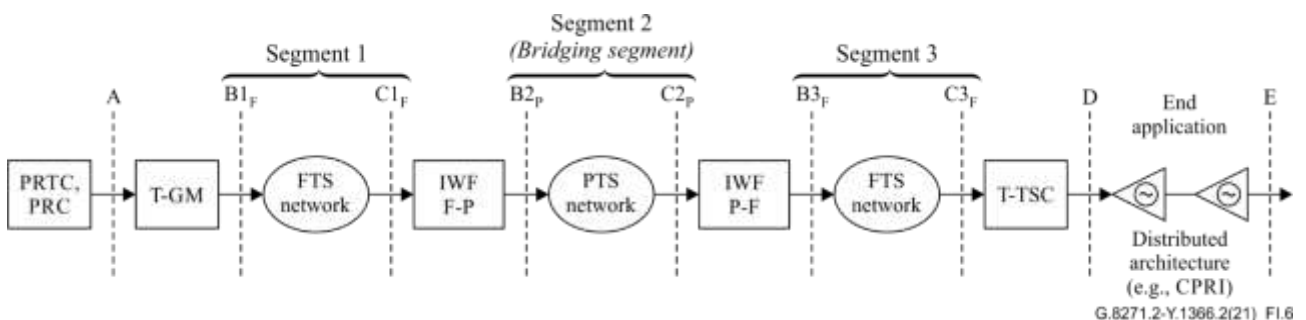 Segment 2
(Bridging segment)
Segment 1
Segment 3
A
B1F
C1F
B2P
C2P
B3F
C3F
D
End
application
E
PRTC,
PRC
T-GM
FTS
network
IWF
F-P
PTS
network
IWF
P-F
FTS
network
T-TSC
Distributed
architecture
(e.g., CPRI)
G.8271.2-Y.1366.2(21) FI.6